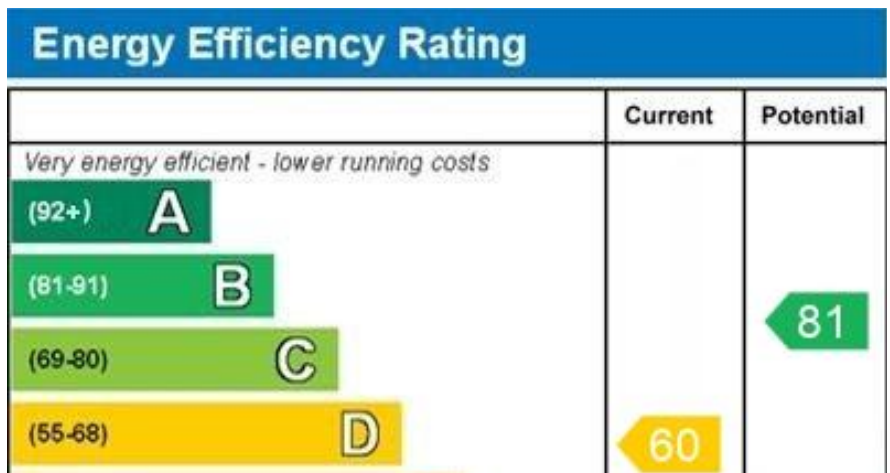 Energy Efficiency Rating
Current Potential
Very energy efficient - lower running costs
(92+) A
(81-91) B
81
(69-80) C
(55-68) D
60